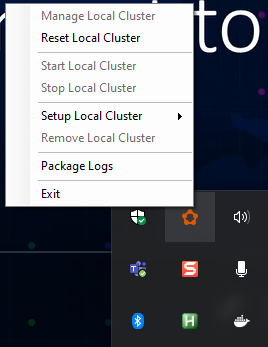 to
Manage Local Cluster
Reset Local Cluster
Start Local Cluster
Stop Local Cluster
Setup Local Cluster
Remove Local Cluster
Package Logs
Exit
S
H